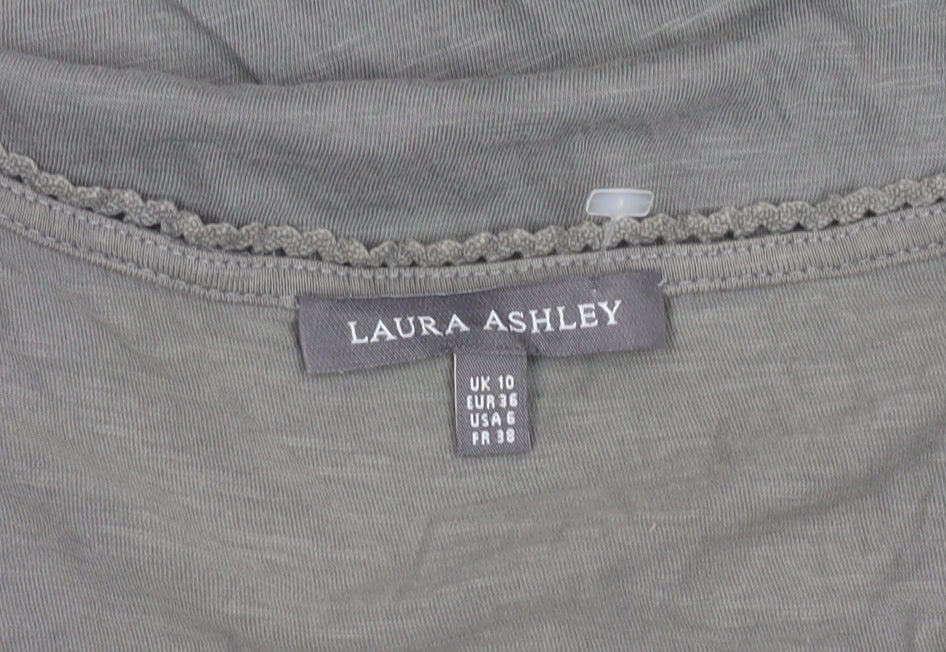 LAURA ASHLEY
UK 10
EUR 36
USA 6
FR 38